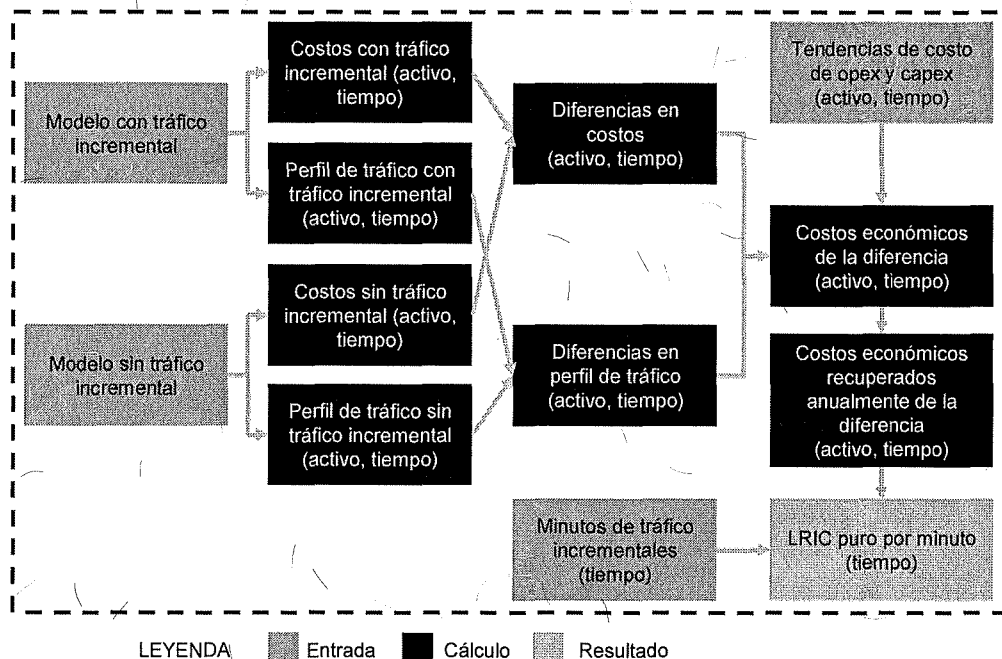 Modelo con tráfico
incremental
Modelo sin tráfico
incremental
Costos con tráfico
incremental (activo,
tiempo)
Perfil de tráfico con
tráfico incremental
(activo, tiempo)
Costos sin tráfico
incremental (activo,
tiempo)
Perfil de tráfico sin
tráfico incremental
(activo, tiempo)
Diferencias en
costos
(activo, tiempo)
Diferencias en
perfil de tráfico
(activo, tiempo)
Minutos de tráfico
incrementales
(tiempo)
Tendencias de costo
de opex y capex
(activo, tiempo)
Costos económicos
de la diferencia
(activo, tiempo)
Costos económicos
recuperados
anualmente de la
diferencia
(activo, tiempo)
LRIC puro por minuto
(tiempo)
LEYENDA Entrada Cálculo Resultado